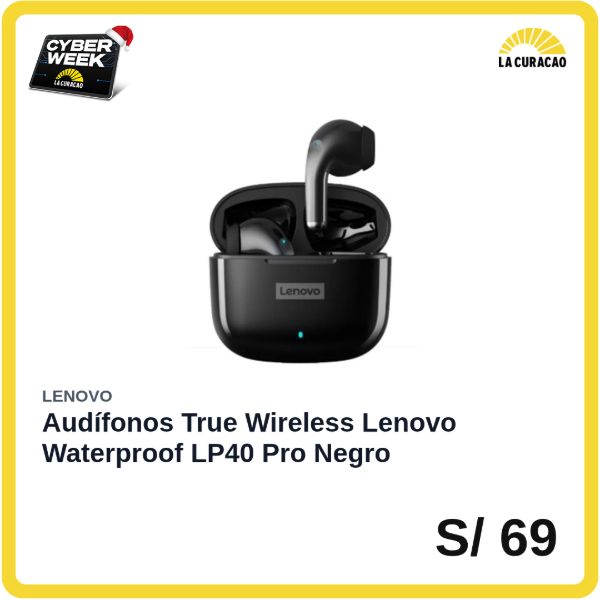 CYBER
WEEK
LA CURACAO
LA CURACAO
Lenovo
LENOVO
Audífonos True Wireless Lenovo
Waterproof LP40 Pro Negro
S/ 69